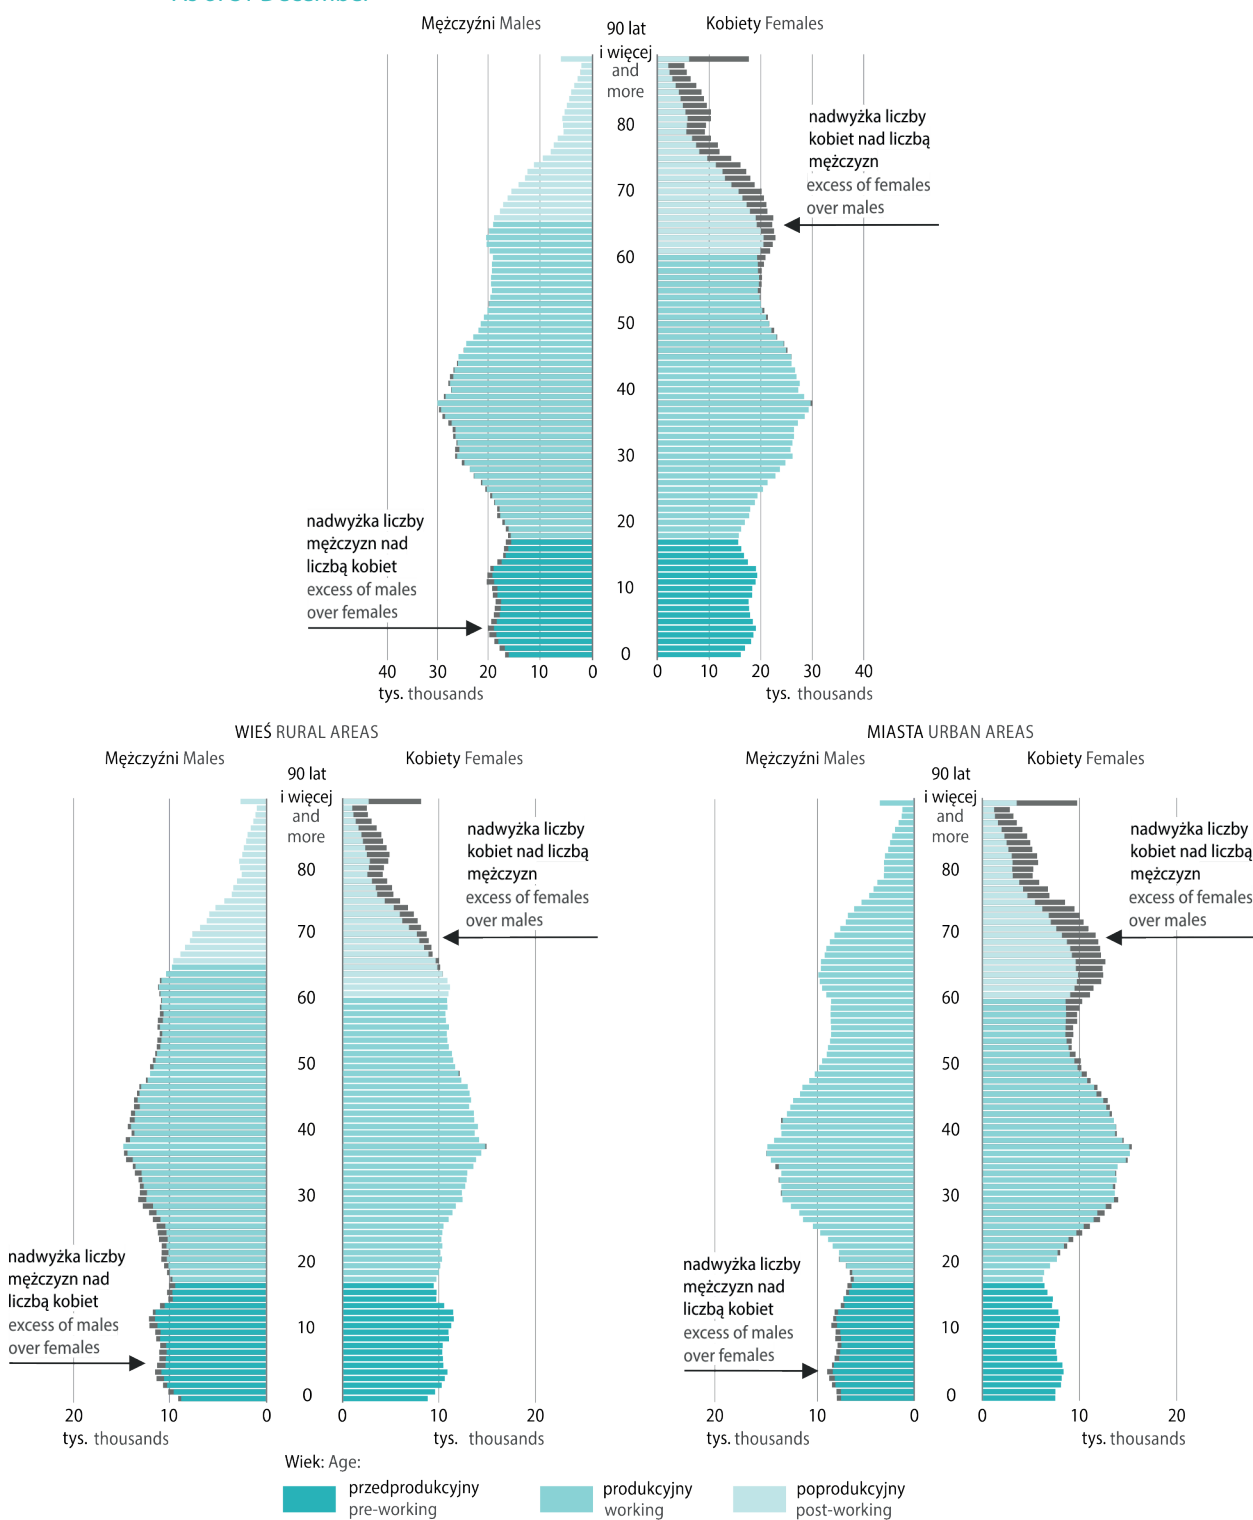 Mężczyźni Males
Kobiety Females
90 lat
i więcej
and
more
80
70
60
50
40
30
20
10
0
nadwyżka liczby
kobiet nad liczbą
mężczyzn
excess of females
over males
nadwyżka liczby
mężczyzn nad
liczbą kobiet
excess of males
over females
40 30 20 10 0
0 10 20 30 40
tys. thousands
tys. thousands
WIEŚ RURAL AREAS
Mężczyźni Males
Kobiety Females
90 lat
i więcej
and
more
80
70
60
50
40
30
20
10
0
nadwyżka liczby
kobiet nad liczbą
mężczyzn
excess of females
over males
nadwyżka liczby
mężczyzn nad
liczbą kobiet
excess of males
over females
20 10 0
0 10 20
tys. thousands
tys. thousands
MIASTA URBAN AREAS
Mężczyźni Males
Kobiety Females
90 lat
i więcej
and
more
80
70
60
50
40
30
20
10
0
nadwyżka liczby
kobiet nad liczbą
mężczyzn
excess of females
over males
nadwyżka liczby
mężczyzn nad
liczbą kobiet
excess of males
over females
20 10 0
0 10 20
tys. thousands
tys. thousands
Wiek: Age:
przedprodukcyjny
pre-working
produkcyjny
working
poprodukcyjny
post-working